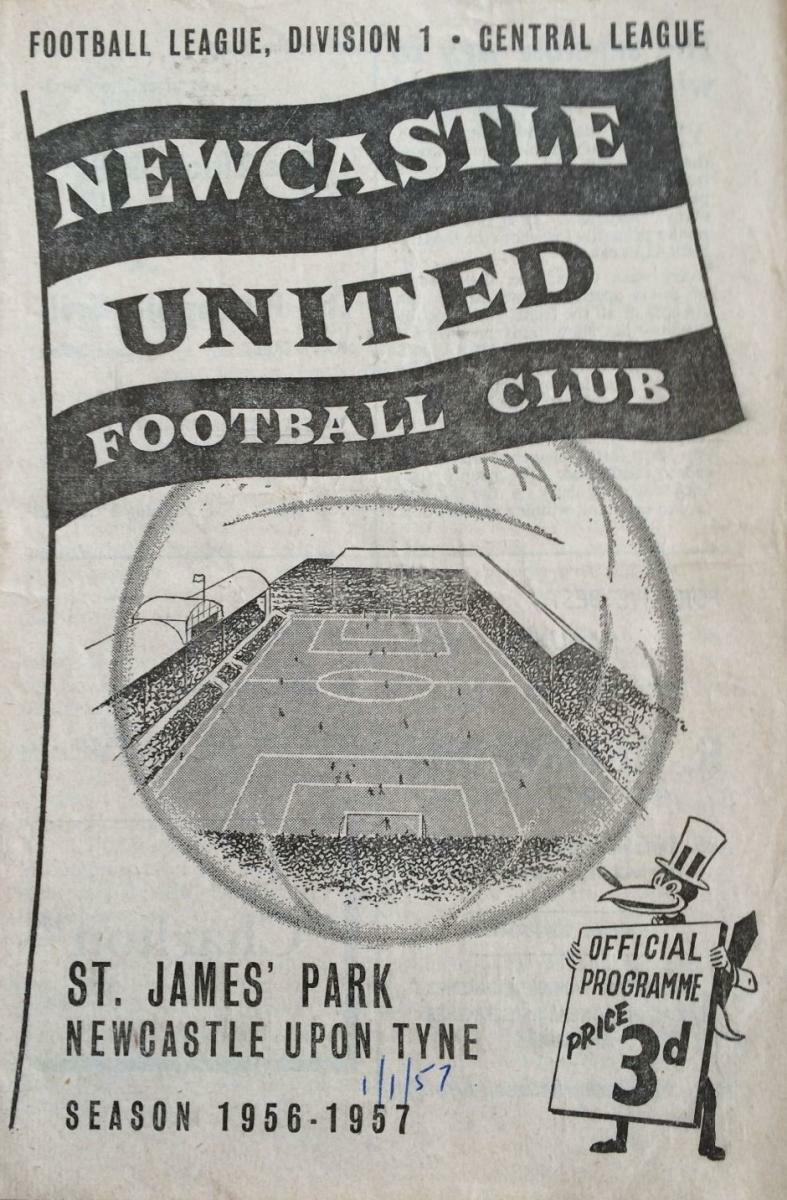 FOOTBALL LEAGUE, DIVISION 1 • CENTRAL LEAGUE
NEWCASTLE
UNITED
FOOTBALL CLUB
ST. JAMES' PARK
NEWCASTLE UPON TYNE
1/1/57
SEASON 1956-1957
OFFICIAL
PROGRAMME
PRICE
3d